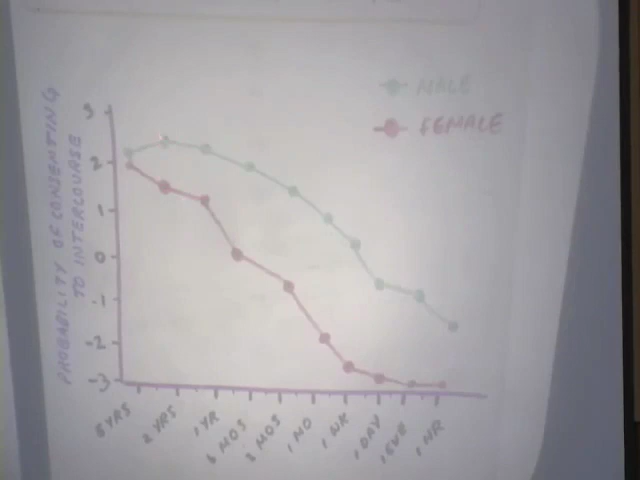 MALE
FEMALE
PROBABILITY OF CONSENTING
TO INTERCOURSE
3
2
1
0
-1
-2
-3
5 YRS
2 YRS
1 YR
6 MOS
3 MOS
1 MO
1 WK
1 DAY
1 EVE
1 HR